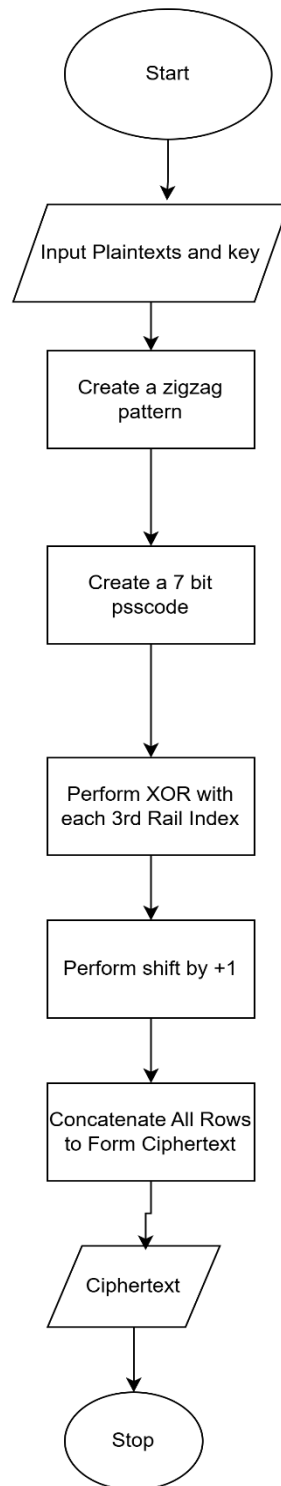 Start
Input Plaintexts and key
Create a zigzag
pattern
Create a 7 bit
psscode
Perform XOR with
each 3rd Rail Index
Perform shift by +1
Concatenate All Rows
to Form Ciphertext
Ciphertext
Stop